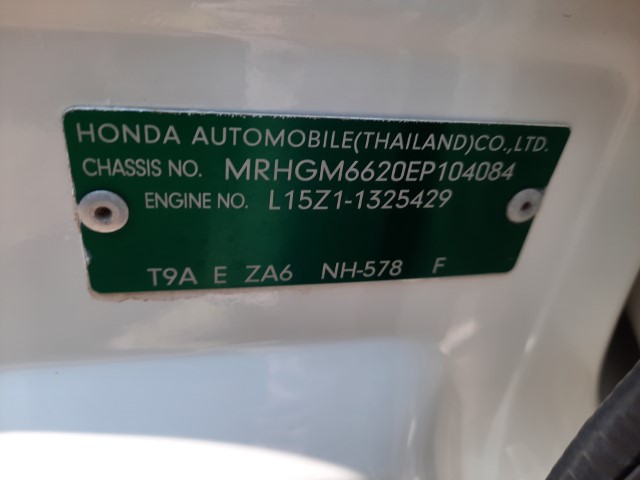 HONDA AUTOMOBILE(THAILAND)CO.,LTD.
CHASSIS NO. MRHGM6620EP104084
ENGINE NO. L15Z1-1325429
T9A E ZA6 NH-578 F